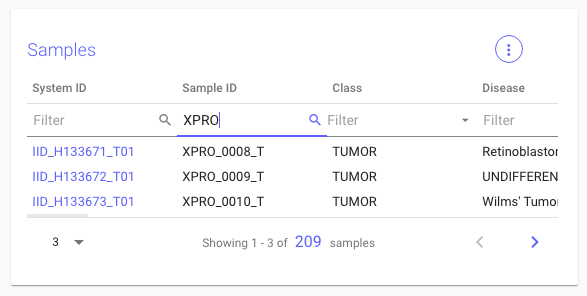 Samples
System ID Sample ID Class Disease
Filter XPRO Filter Filter
IID_H133671_T01 XPRO_0008_T TUMOR Retinoblastor
IID_H133672_T01 XPRO_0009_T TUMOR UNDIFFEREN
IID_H133673_T01 XPRO_0010_T TUMOR Wilms' Tumo
3 Showing 1 - 3 of 209 samples